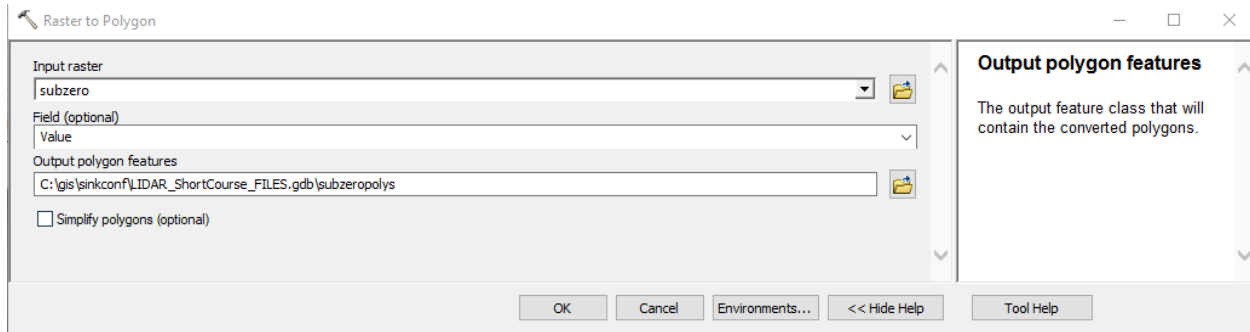 Raster to Polygon
Input raster
subzero
Field (optional)
Value
Output polygon features
C:\gis\sinkconf\LIDAR_ShortCourse_FILES.gdb\subzeropolys
Simplify polygons (optional)
Output polygon features
The output feature class that will
contain the converted polygons.
OK
Cancel
Environments...
<< Hide Help
Tool Help